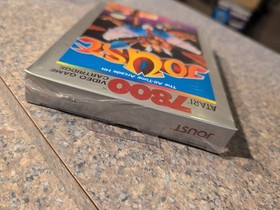 JOUST
The All-Time Arcade Hit
ATARI
7800
VIDEO GAME
CARTRIDGE
JOUST